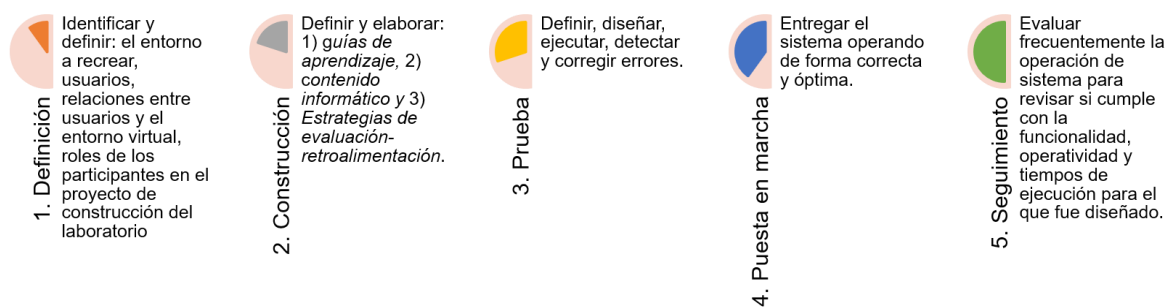 1. Definición
Identificar y
definir: el entorno
a recrear,
usuarios,
relaciones entre
usuarios y el
entorno virtual,
roles de los
participantes en el
proyecto de
construcción del
laboratorio
2. Construcción
Definir y elaborar:
1) guías de
aprendizaje, 2)
contenido
informático y 3)
Estrategias de
evaluación-
retroalimentación.
3. Prueba
Definir, diseñar,
ejecutar, detectar
y corregir errores.
4. Puesta en marcha
Entregar el
sistema operando
de forma correcta
y óptima.
5. Seguimiento
Evaluar
frecuentemente la
operación de
sistema para
revisar si cumple
con la
funcionalidad,
operatividad y
tiempos de
ejecución para el
que fue diseñado.